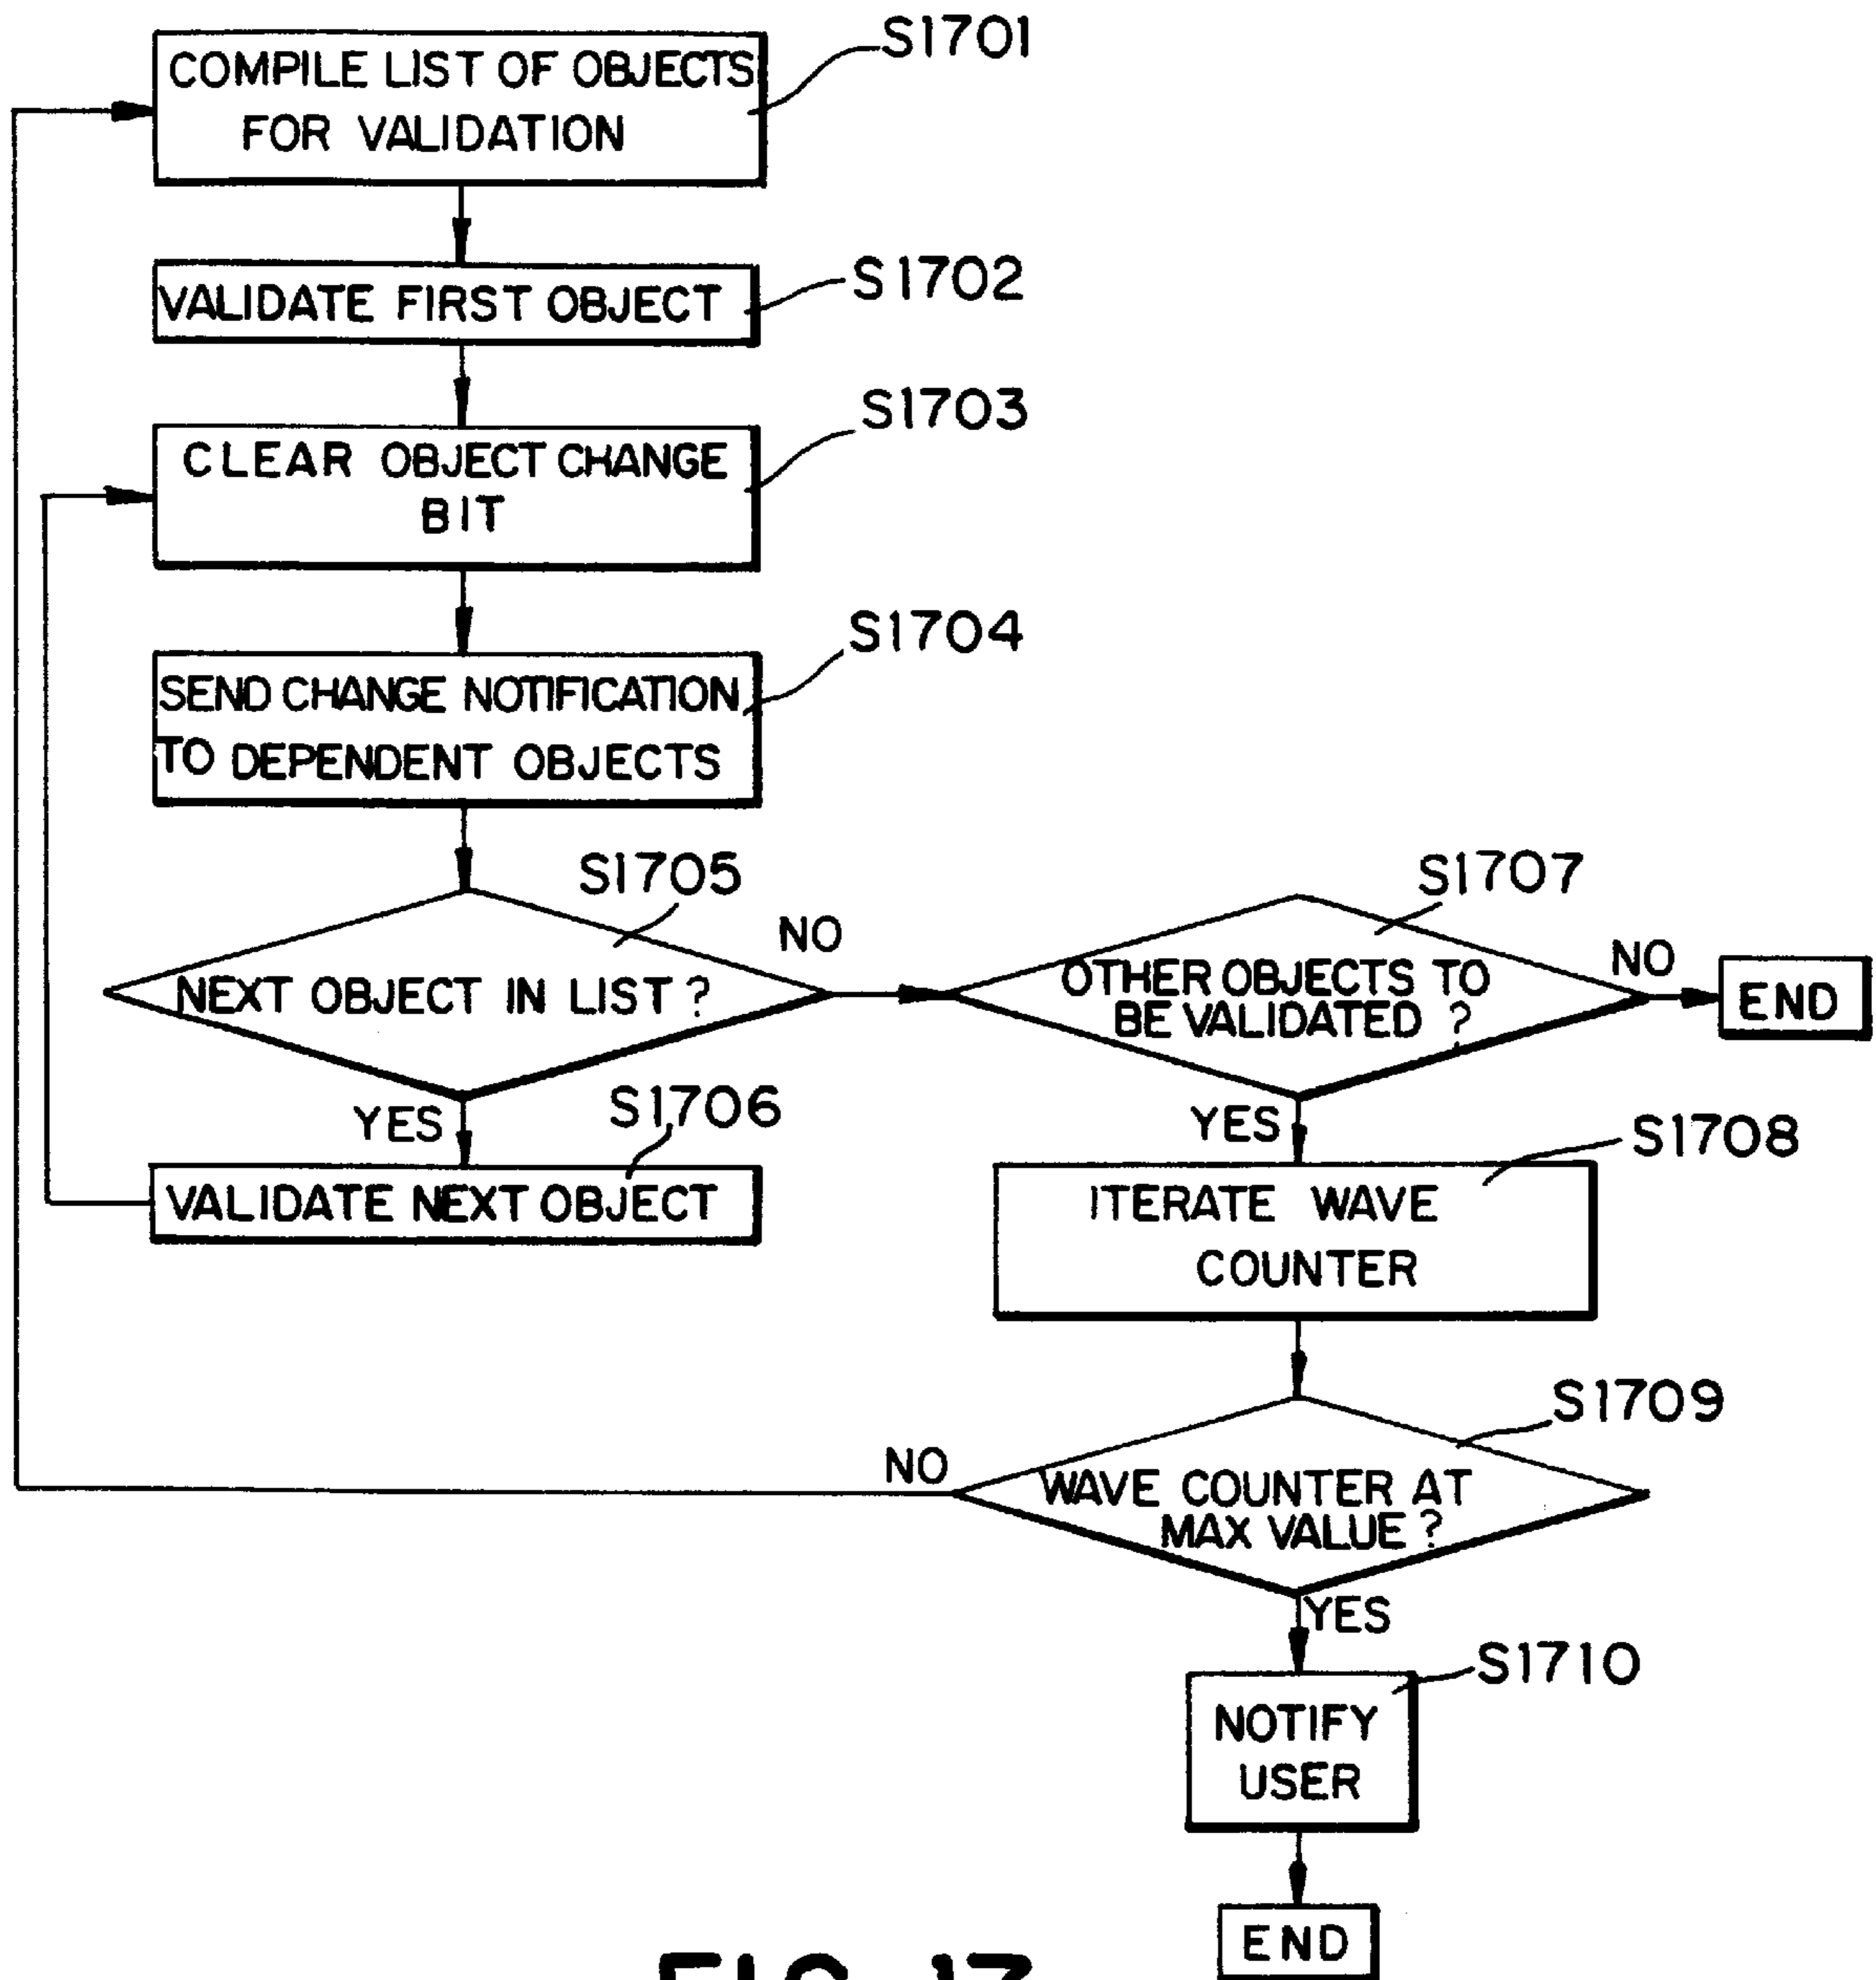 S1701
COMPILE LIST OF OBJECTS
FOR VALIDATION
S1702
VALIDATE FIRST OBJECT
S1703
CLEAR OBJECT CHANGE
BIT
S1704
SEND CHANGE NOTIFICATION
TO DEPENDENT OBJECTS
S1705
NEXT OBJECT IN LIST ?
NO
YES
S1706
VALIDATE NEXT OBJECT
S1707
OTHER OBJECTS TO
BE VALIDATED ?
NO
END
YES
S1708
ITERATE WAVE
COUNTER
S1709
WAVE COUNTER AT
MAX VALUE ?
NO
YES
S1710
NOTIFY
USER
END
FIG. 17